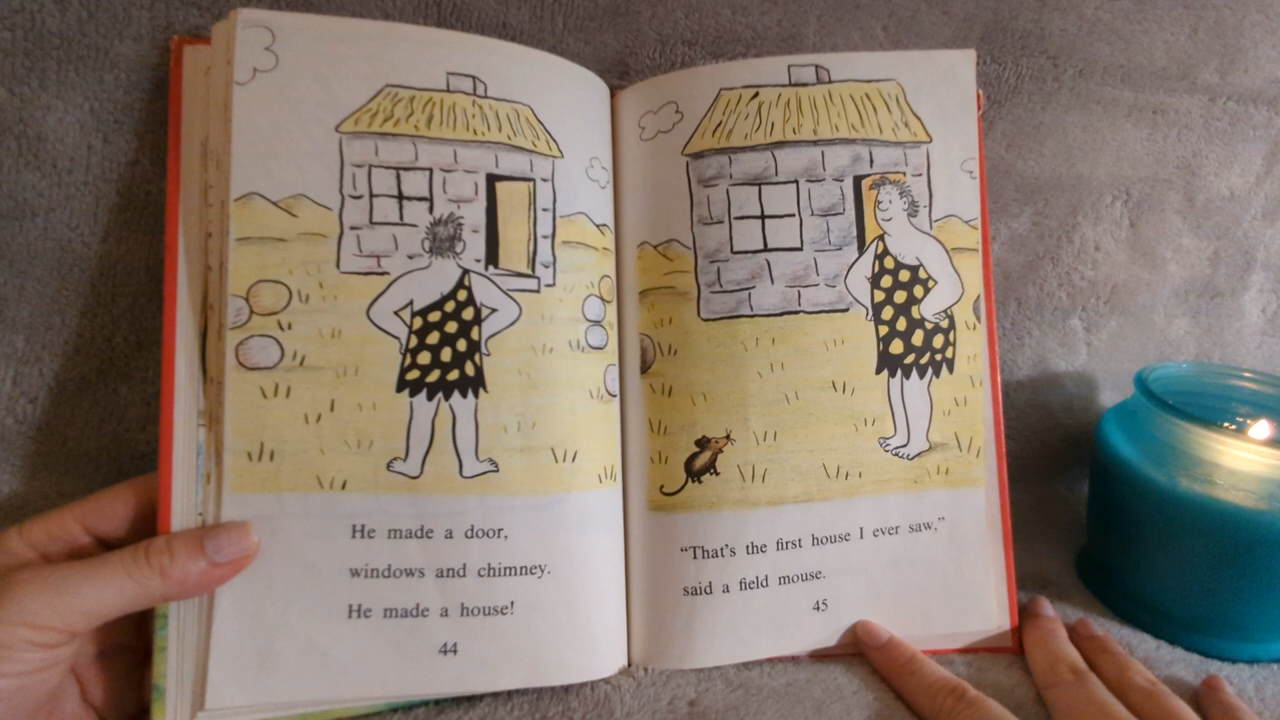 He made a door,
windows and chimney.
He made a house!
44
“That’s the first house I ever saw,”
said a field mouse.
45